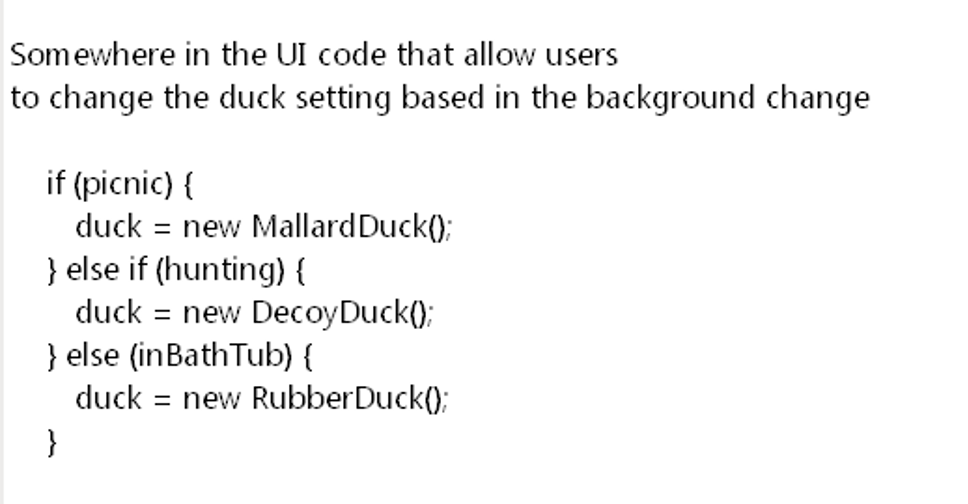 Somewhere in the UI code that allow users
to change the duck setting based in the background change
if (picnic) {
duck = new MallardDuck();
} else if (hunting) {
duck = new DecoyDuck();
} else (inBathTub) {
duck = new RubberDuck();
}